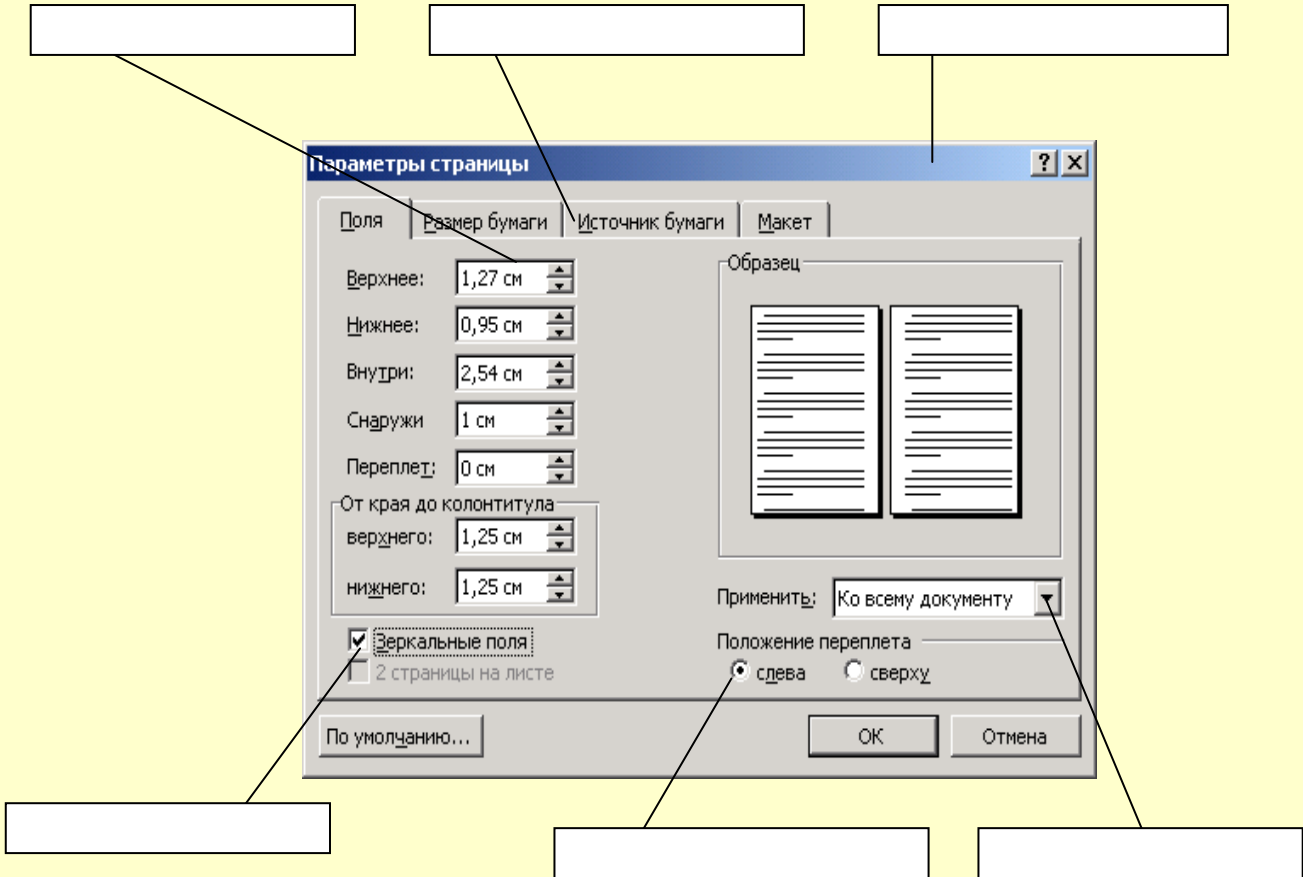 Параметры страницы
Поля Размер бумаги Источник бумаги Макет
Верхнее: 1,27 см
Нижнее: 0,95 см
Внутри: 2,54 см
Снаружи 1 см
Переплет: 0 см
От края до колонтитула
верхнего: 1,25 см
нижнего: 1,25 см
Зеркальные поля
2 страницы на листе
Образец
Применить: Ко всему документу
Положение переплета
слева сверху
По умолчанию... ОК Отмена